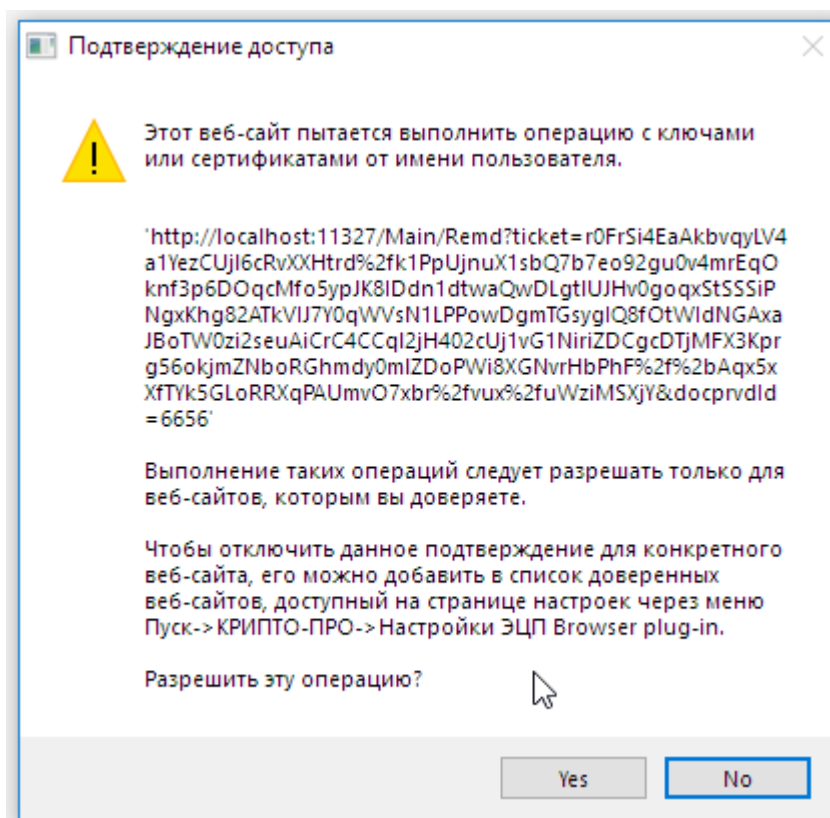 Подтверждение доступа
Этот веб-сайт пытается выполнить операцию с ключами
или сертификатами от имени пользователя.
'http://localhost:11327/Main/Remd?ticket=r0FrSi4EaAkbvqyLV4
a1YezCUjI6cRvXXHtrd%2fk1PpUjnuX1sbQ7b7eo92gu0v4mrEqO
knf3p6DOqcMfo5ypJK8IDdn1dtwaQwDLgtIUJHv0goqxStSSSiP
NgxKhg82ATkVIJ7Y0qWVsN1LPPowDgmTGsygIQ8fOtWIdNGAxa
JBoTW0zi2seuAiCrC4CCqI2jH402cUj1vG1NiriZDCgcDTjMFX3Kpr
g56okjmZNboRGhmdy0mIZDoPWi8XGNvrHbPhF%2f%2bAqx5x
XfTYk5GLoRRXqPAUmvO7xbr%2fvux%2fuWziMSXjY&docprvdId
=6656'
Выполнение таких операций следует разрешать только для
веб-сайтов, которым вы доверяете.
Чтобы отключить данное подтверждение для конкретного
веб-сайта, его можно добавить в список доверенных
веб-сайтов, доступный на странице настроек через меню
Пуск->КРИПТО-ПРО->Настройки ЭЦП Browser plug-in.
Разрешить эту операцию?
Yes No